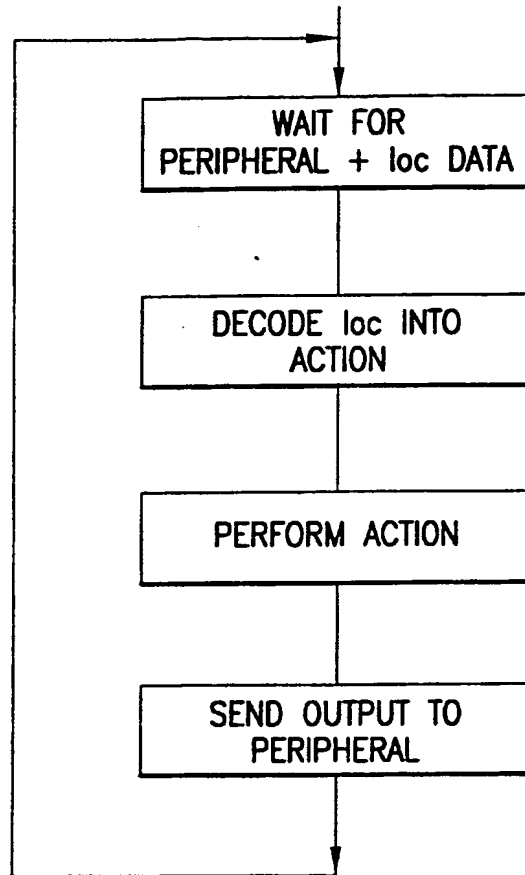 WAIT FOR
PERIPHERAL + loc DATA
DECODE loc INTO
ACTION
PERFORM ACTION
SEND OUTPUT TO
PERIPHERAL